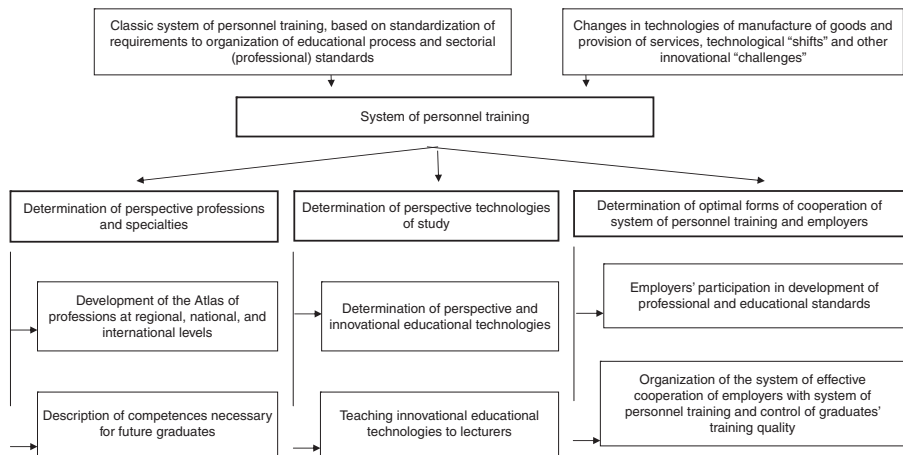 Classic system of personnel training, based on standardization of
requirements to organization of educational process and sectorial
(professional) standards
Changes in technologies of manufacture of goods and
provision of services, technological “shifts” and other
innovational “challenges”
System of personnel training
Determination of perspective professions
and specialties
Determination of perspective technologies
of study
Determination of optimal forms of cooperation of
system of personnel training and employers
Development of the Atlas of
professions at regional, national, and
international levels
Determination of perspective and
innovational educational technologies
Employers’ participation in development of
professional and educational standards
Description of competences necessary
for future graduates
Teaching innovational educational
technologies to lecturers
Organization of the system of effective
cooperation of employers with system of
personnel training and control of graduates’
training quality